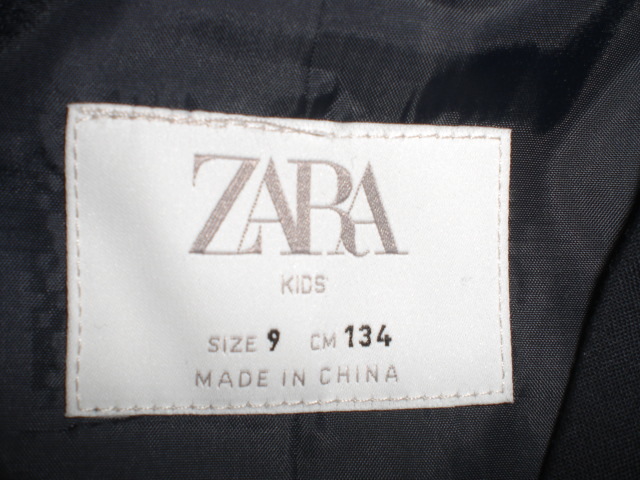 ZARA
KIDS
SIZE 9 CM 134
MADE IN CHINA